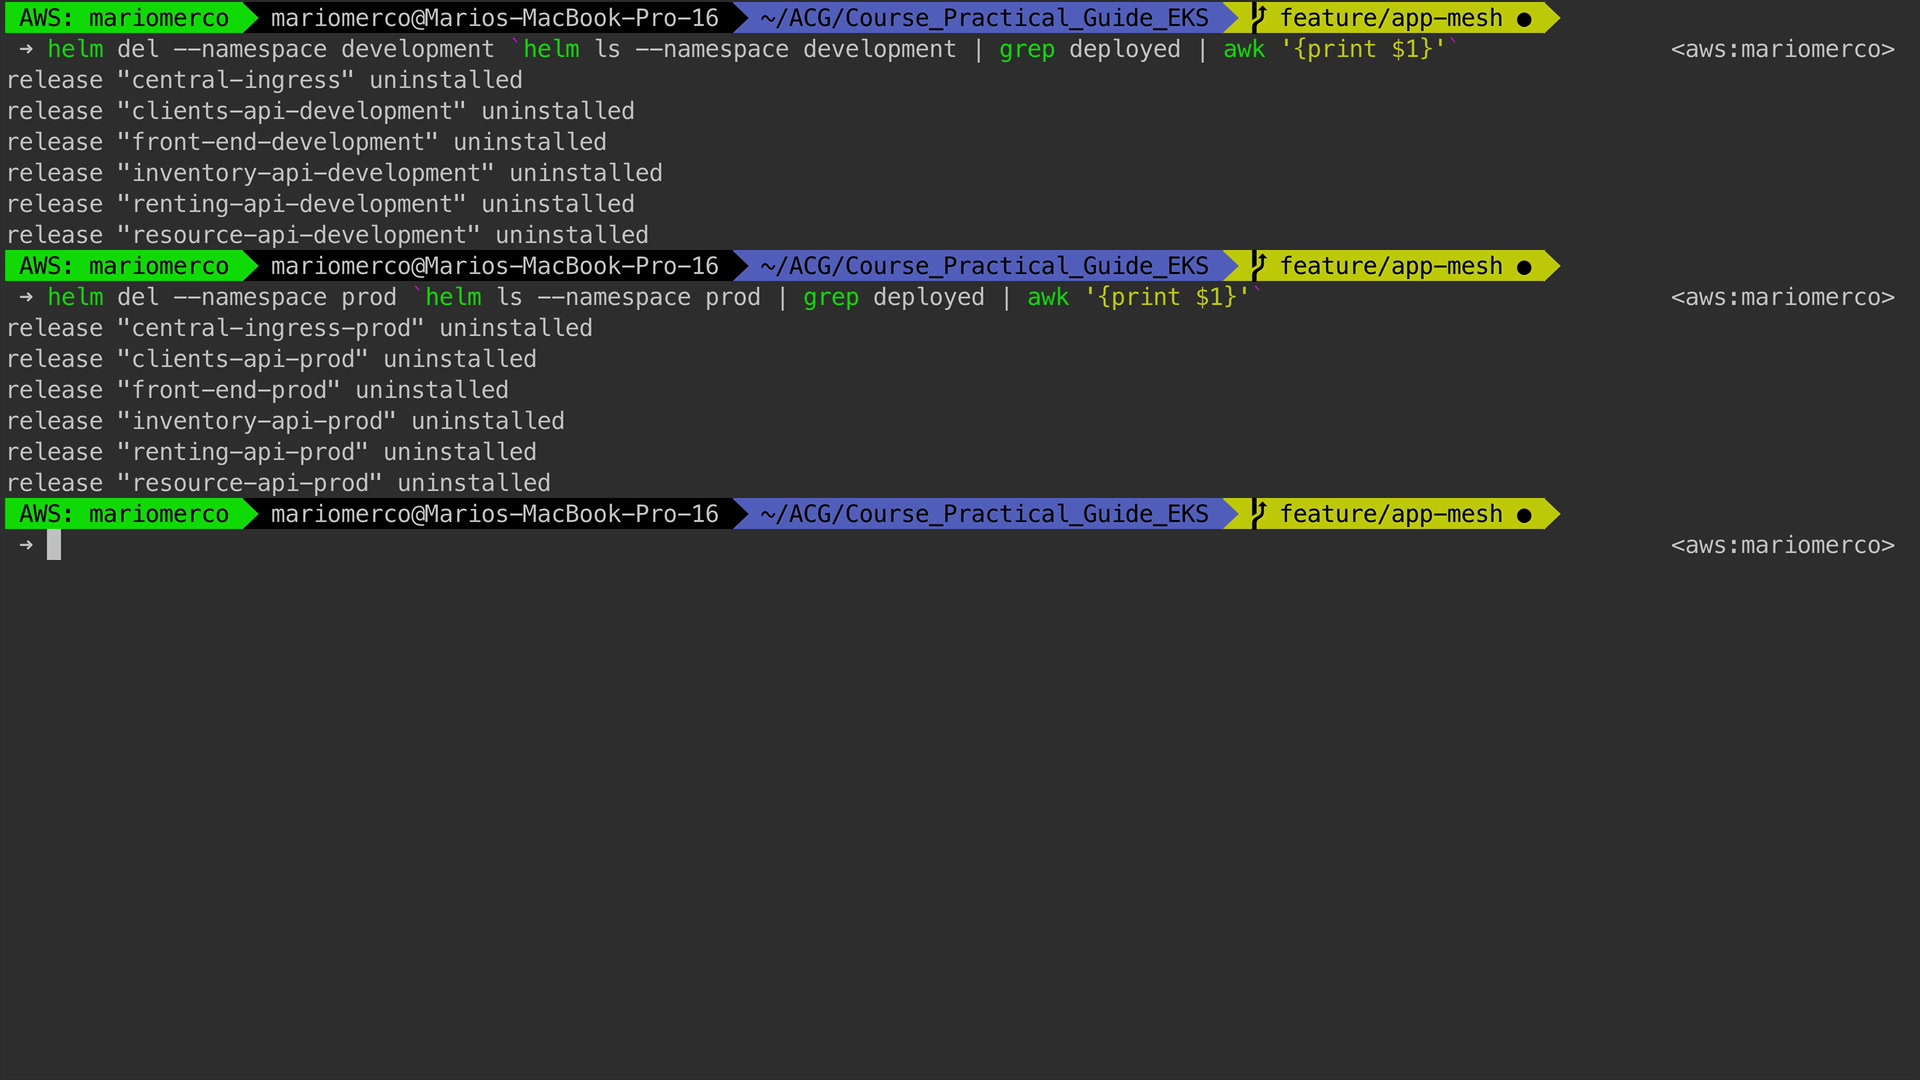 AWS: mariomerco mariomerco@Marios-MacBook-Pro-16 ~/ACG/Course_Practical_Guide_EKS feature/app-mesh ●
→ helm del --namespace development `helm ls --namespace development | grep deployed | awk '{print $1}'` <aws:mariomerco>
release "central-ingress" uninstalled
release "clients-api-development" uninstalled
release "front-end-development" uninstalled
release "inventory-api-development" uninstalled
release "renting-api-development" uninstalled
release "resource-api-development" uninstalled
AWS: mariomerco mariomerco@Marios-MacBook-Pro-16 ~/ACG/Course_Practical_Guide_EKS feature/app-mesh ●
→ helm del --namespace prod `helm ls --namespace prod | grep deployed | awk '{print $1}'` <aws:mariomerco>
release "central-ingress-prod" uninstalled
release "clients-api-prod" uninstalled
release "front-end-prod" uninstalled
release "inventory-api-prod" uninstalled
release "renting-api-prod" uninstalled
release "resource-api-prod" uninstalled
AWS: mariomerco mariomerco@Marios-MacBook-Pro-16 ~/ACG/Course_Practical_Guide_EKS feature/app-mesh ●
→ <aws:mariomerco>